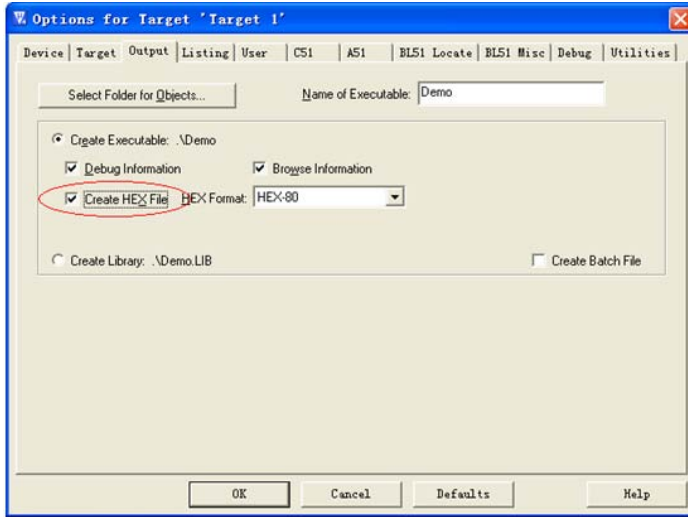 Options for Target 'Target 1'
Device Target Output Listing User C51 A51 BL51 Locate BL51 Misc Debug Utilities
Select Folder for Objects... Name of Executable: Demo
Create Executable: .\Demo
Debug Information Browse Information
Create HEX File HEX Format: HEX-80
Create Library: .\Demo.LIB Create Batch File
OK Cancel Defaults Help